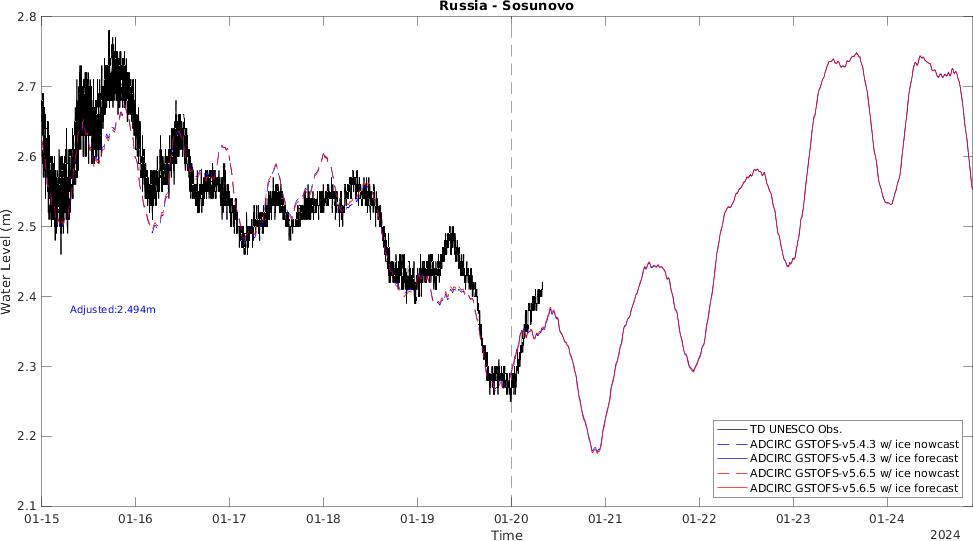 Russia - Sosunovo
Water Level (m)
2.8
2.7
2.6
2.5
2.4
2.3
2.2
2.1
Adjusted:2.494m
TD UNESCO Obs.
ADCIRC GSTOFS-v5.4.3 w/ ice nowcast
ADCIRC GSTOFS-v5.4.3 w/ ice forecast
ADCIRC GSTOFS-v5.6.5 w/ ice nowcast
ADCIRC GSTOFS-v5.6.5 w/ ice forecast
01-15 01-16 01-17 01-18 01-19 01-20 01-21 01-22 01-23 01-24
Time
2024